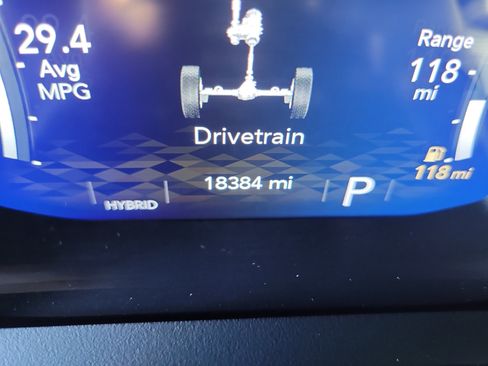 29.4
Avg
MPG
Range
118
mi
Drivetrain
118 mi
18384 mi
P
HYBRID